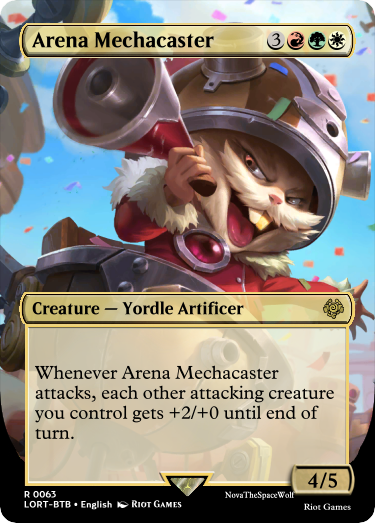 Arena Mechacaster 3
Creature — Yordle Artificer
Whenever Arena Mechacaster
attacks, each other attacking creature
you control gets +2/+0 until end of
turn.
4/5
R 0063
LORT-BTB • English RIOT GAMES
NovaTheSpaceWolf
Riot Games